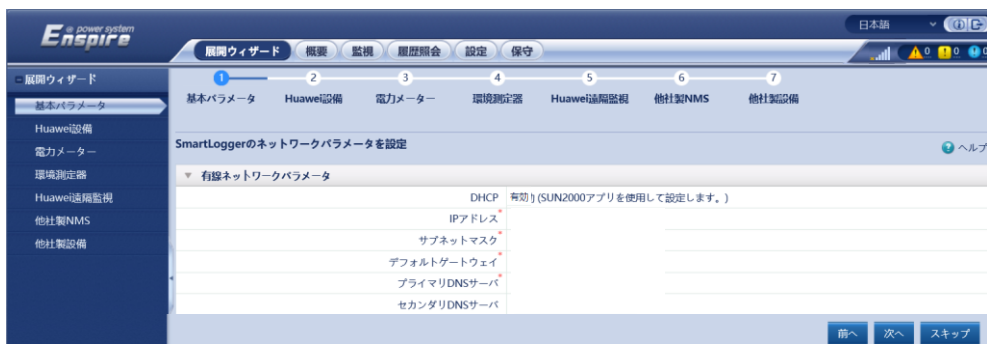 e power system
Enspire
日本語
展開ウィザード 概要 監視 履歴照会 設定 保守
0 0 0
展開ウィザード
基本パラメータ
Huawei設備
電力メーター
環境測定器
Huawei遠隔監視
他社製NMS
他社製設備
1 2 3 4 5 6 7
基本パラメータ Huawei設備 電力メーター 環境測定器 Huawei遠隔監視 他社製NMS 他社製設備
SmartLoggerのネットワークパラメータを設定
ヘルプ
有線ネットワークパラメータ
DHCP 有効り(SUN2000アプリを使用して設定します。)
IPアドレス*
サブネットマスク*
デフォルトゲートウェイ*
プライマリDNSサーバ*
セカンダリDNSサーバ
前へ 次へ スキップ